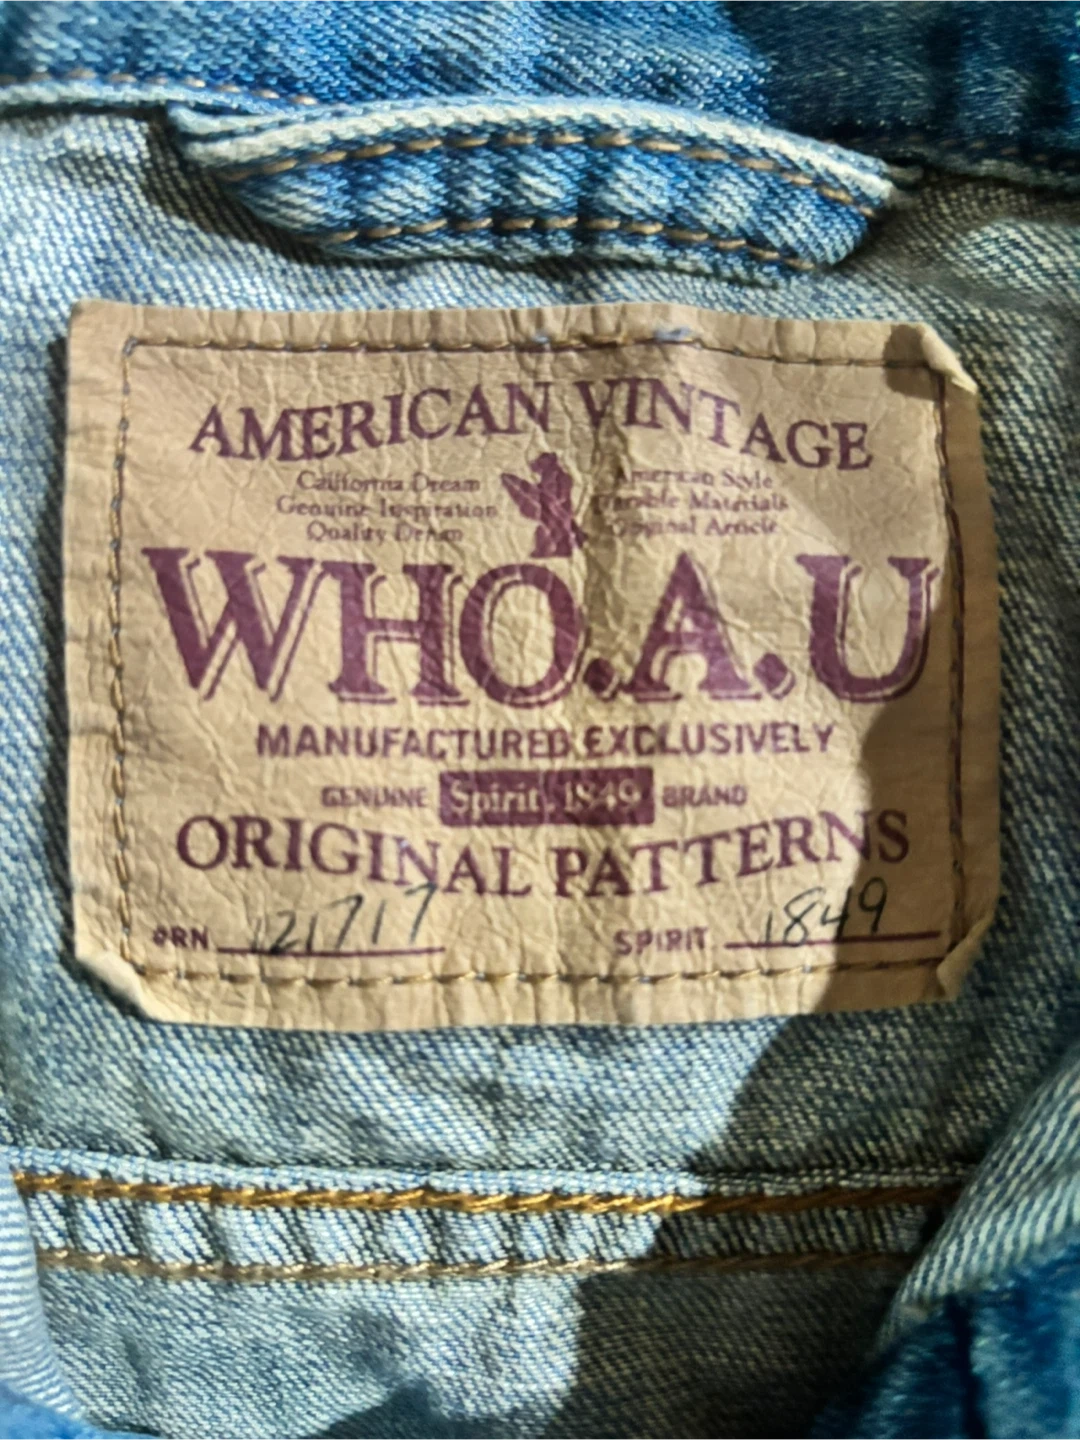 AMERICAN VINTAGE
California Dream
Genuine Inspiration
Quality Dream
American Style
Durable Materials
Original Article
WHO.A.U
MANUFACTURED EXCLUSIVELY
GENUINE Spirit.1849 BRAND
ORIGINAL PATTERNS
#RN 121717 SPIRIT 1849